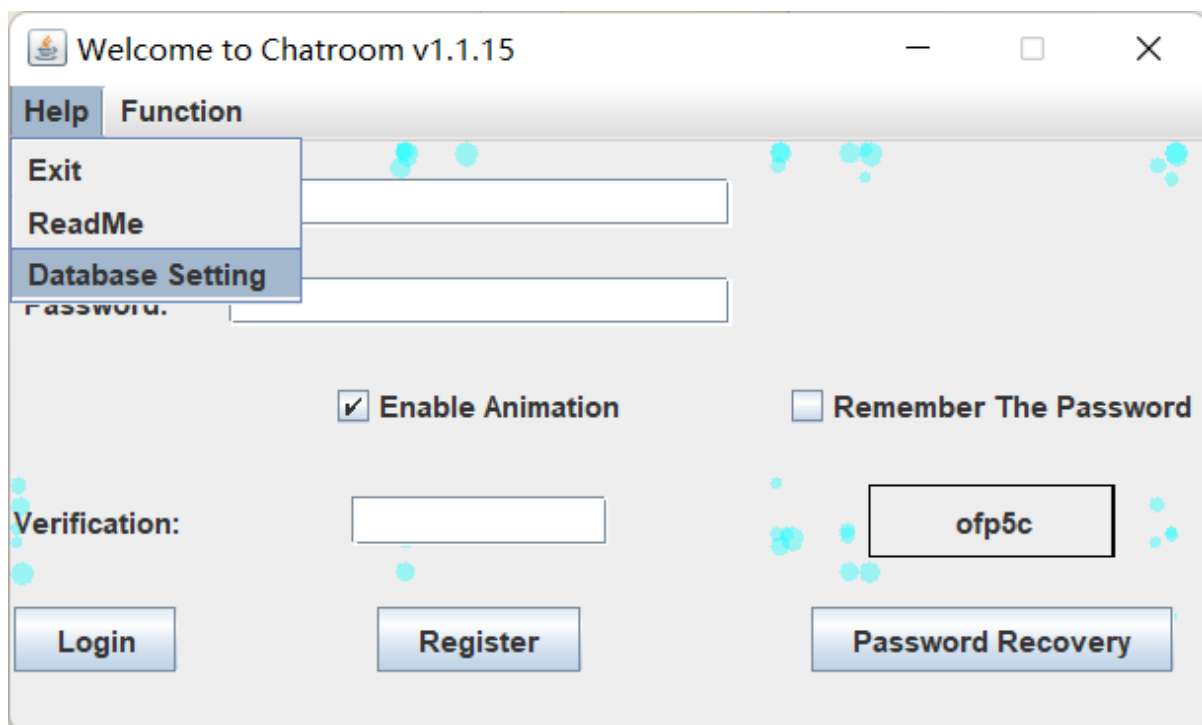 Welcome to Chatroom v1.1.15
Help Function
Exit
ReadMe
Database Setting
Password:
Enable Animation Remember The Password
Verification: ofp5c
Login Register Password Recovery